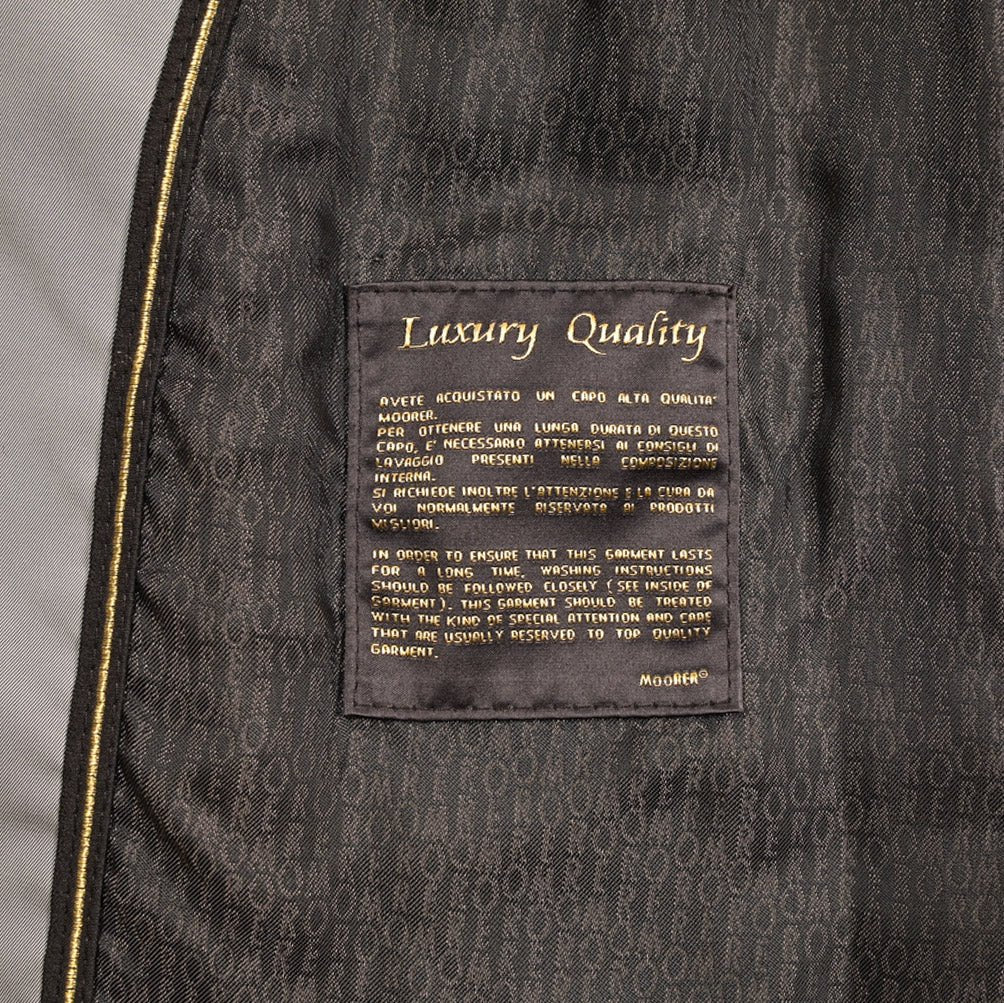 Luxury Quality
AVETE ACQUISTATO UN CAPO ALTA QUALITA'
MOORER.
PER OTTENERE UNA LUNGA DURATA DI QUESTO
CAPO, E' NECESSARIO ATTENERSI AI CONSIGLI DI
LAVAGGIO PRESENTI NELLA COMPOSIZIONE
INTERNA.
SI RICHIEDE INOLTRE L'ATTENZIONE E LA CURA DA
VOI NORMALMENTE RISERVATA AI PRODOTTI
MIGLIORI.
IN ORDER TO ENSURE THAT THIS GARMENT LASTS
FOR A LONG TIME, WASHING INSTRUCTIONS
SHOULD BE FOLLOWED CLOSELY (SEE INSIDE OF
GARMENT). THIS GARMENT SHOULD BE TREATED
WITH THE KIND OF SPECIAL ATTENTION AND CARE
THAT ARE USUALLY RESERVED TO TOP QUALITY
GARMENT.
MOORER©